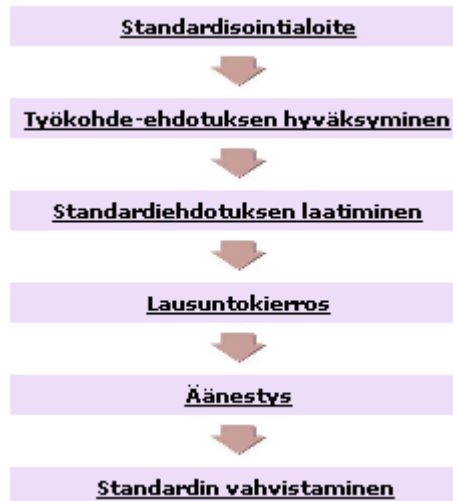 Standardisointialoite
Työkohde-ehdotuksen hyväksyminen
Standardiehdotuksen laatiminen
Lausuntokierros
Äänestys
Standardin vahvistaminen